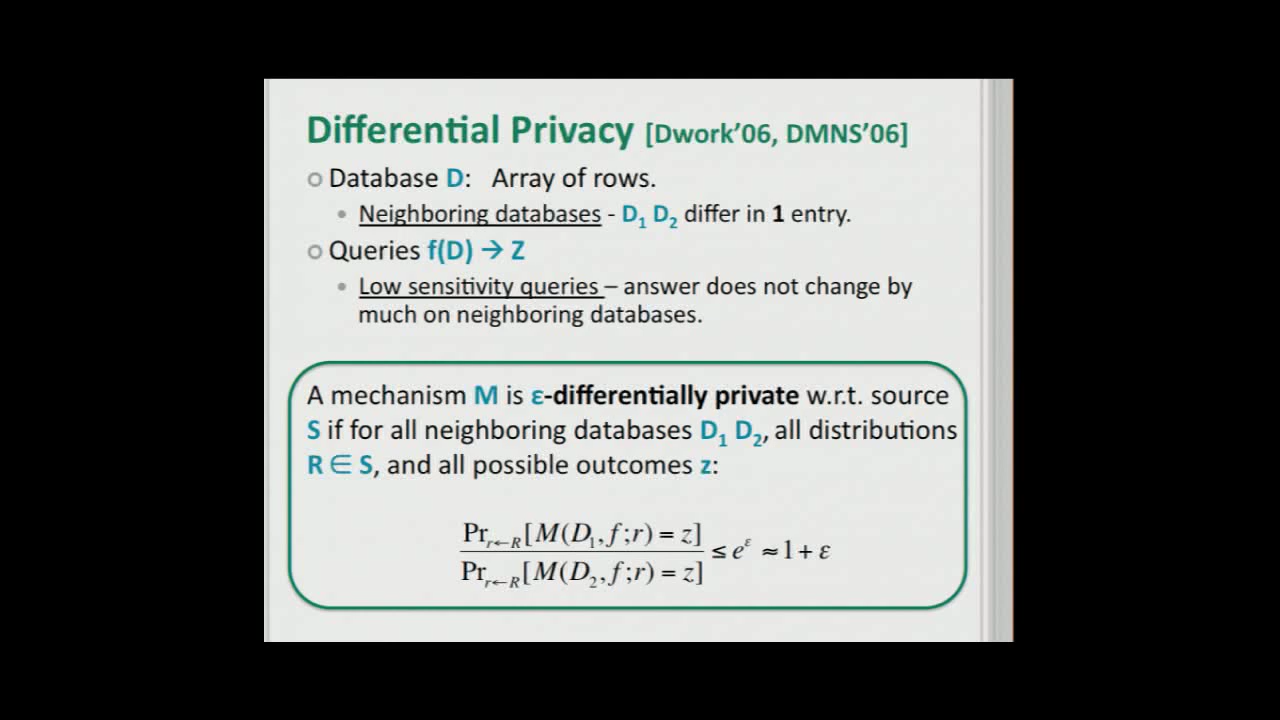 Differential Privacy [Dwork'06, DMNS'06]
Database D: Array of rows.
Neighboring databases - D₁ D₂ differ in 1 entry.
Queries f(D) → Z
Low sensitivity queries – answer does not change by
much on neighboring databases.
A mechanism M is ε-differentially private w.r.t. source
S if for all neighboring databases D₁ D₂, all distributions
R ∈ S, and all possible outcomes z:
Pr_{r←R}[M(D₁, f;r) = z]
≤ e^ε ≈ 1 + ε
Pr_{r←R}[M(D₂, f;r) = z]